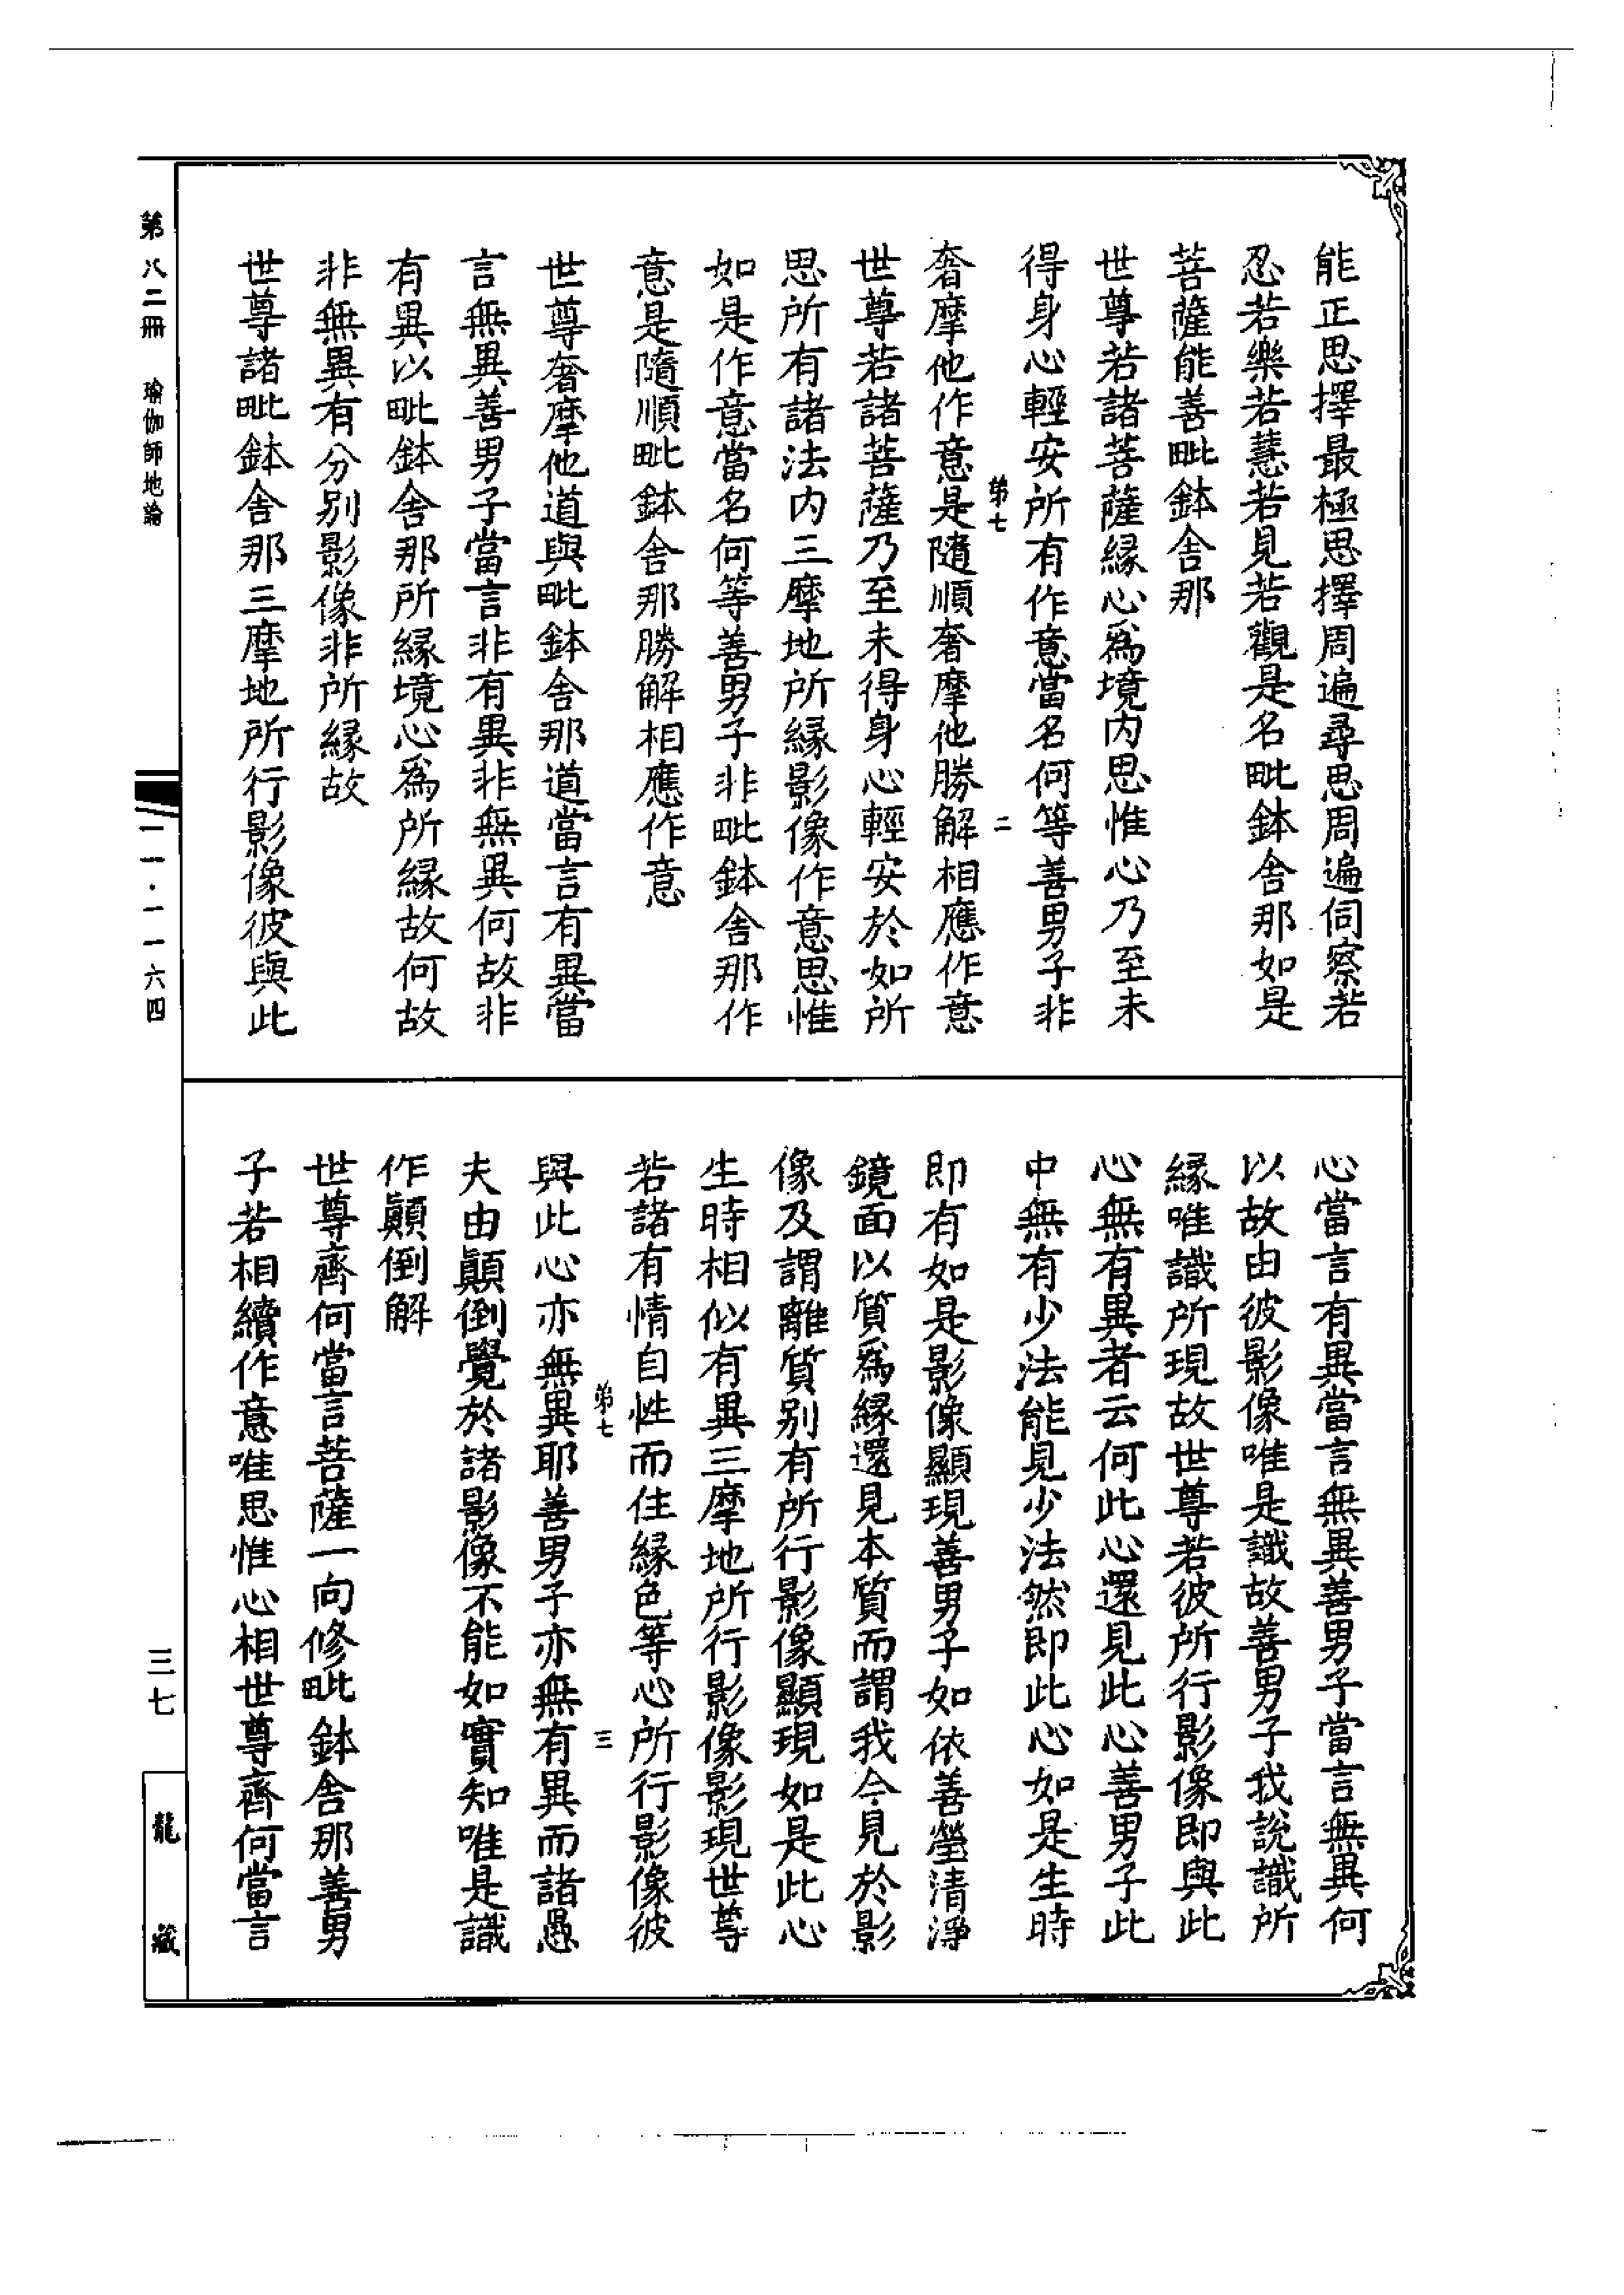 能正思擇最極思擇周遍尋思周遍伺察若
忍若樂若慧若見若觀是名毗鉢舍那如是
菩薩能善毗鉢舍那
世尊若諸菩薩緣心爲境内思惟心乃至未
得身心輕安所有作意當名何等善男子非
第七 二
奢摩他作意是隨順奢摩他勝解相應作意
世尊若諸菩薩乃至未得身心輕安於如所
思所有諸法内三摩地所緣影像作意思惟
如是作意當名何等善男子非毗鉢舍那作
意是隨順毗鉢舍那勝解相應作意
世尊奢摩他道與毗鉢舍那道當言有異當
言無異善男子當言非有異非無異何故非
有異以毗鉢舍那所緣境心爲所緣故何故
非無異有分别影像非所緣故
世尊諸毗鉢舍那三摩地所行影像彼與此
心當言有異當言無異善男子當言無異何
以故由彼影像唯是識故善男子我說識所
緣唯識所現故世尊若彼所行影像即與此
心無有異者云何此心還見此心善男子此
中無有少法能見少法然即此心如是生時
即有如是影像顯現善男子如依善瑩清淨
鏡面以質爲緣還見本質而謂我今見於影
像及謂離質别有所行影像顯現如是此心
生時相似有異三摩地所行影像影現世尊
若諸有情自性而住緣色等心所行影像彼
第七 三
與此心亦無異耶善男子亦無有異而諸愚
夫由顛倒覺於諸影像不能如實知唯是識
作顛倒解
世尊齊何當言菩薩一向修毗鉢舍那善男
子若相續作意唯思惟心相世尊齊何當言
第八二冊 瑜伽師地論
一一一·一一六四
三七
龍藏